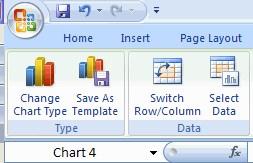 Home Insert Page Layout
Change Chart Type Save As Template Switch Row/Column Select Data
Type Data
Chart 4 fx